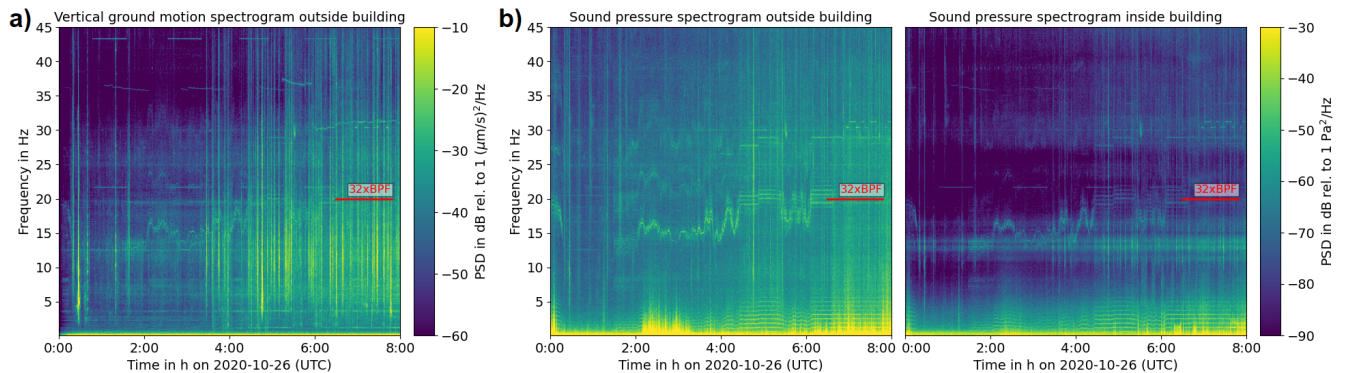 a)
Vertical ground motion spectrogram outside building
45
40
35
30
25
20
15
10
5
Frequency in Hz
32xBPF
0:00 2:00 4:00 6:00 8:00
Time in h on 2020-10-26 (UTC)
−10
−20
−30
−40
−50
−60
PSD in dB rel. to 1 (μm/s)²/Hz
b)
Sound pressure spectrogram outside building
45
40
35
30
25
20
15
10
5
Frequency in Hz
32xBPF
0:00 2:00 4:00 6:00 8:00
Time in h on 2020-10-26 (UTC)
Sound pressure spectrogram inside building
32xBPF
0:00 2:00 4:00 6:00 8:00
Time in h on 2020-10-26 (UTC)
−30
−40
−50
−60
−70
−80
−90
PSD in dB rel. to 1 Pa²/Hz